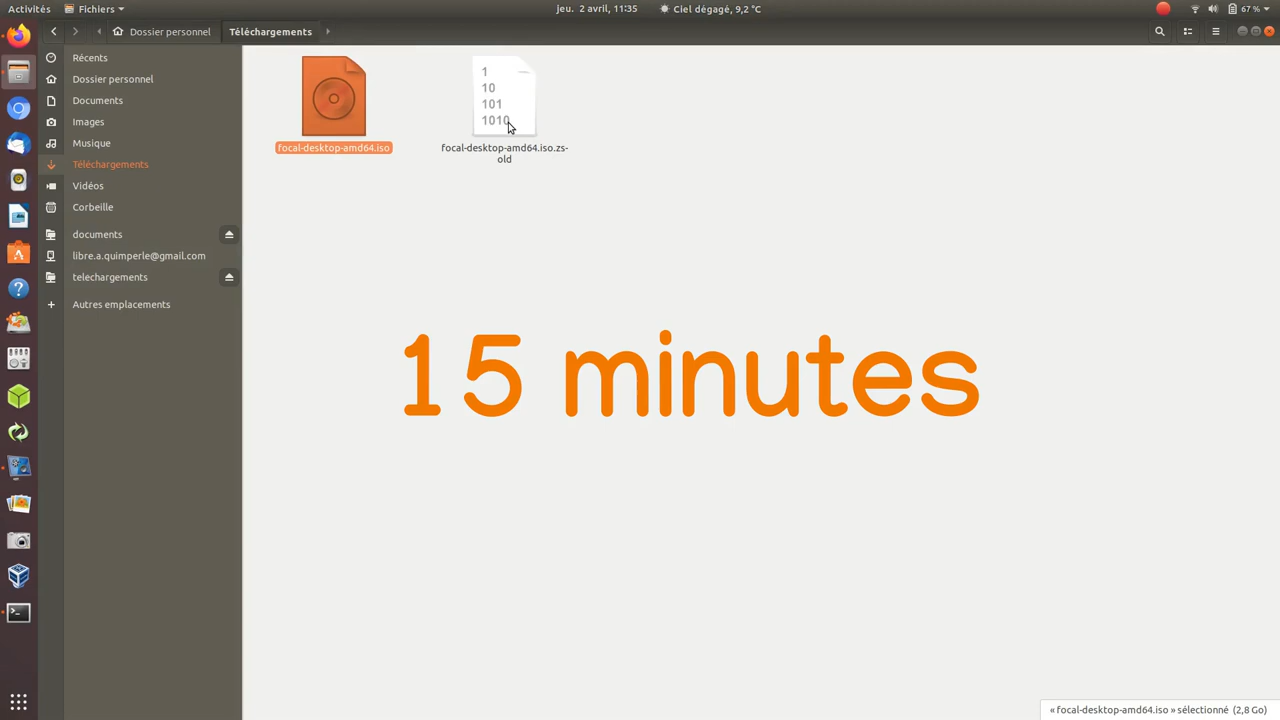 Activités
Fichiers
jeu. 2 avril, 11:35
Ciel dégagé, 9,2 °C
67 %
Dossier personnel
Téléchargements
Récents
Dossier personnel
Documents
Images
Musique
Téléchargements
Vidéos
Corbeille
documents
libre.a.quimperle@gmail.com
telechargements
Autres emplacements
1
10
101
1010
focal-desktop-amd64.iso
focal-desktop-amd64.iso.zs-
old
15 minutes
« focal-desktop-amd64.iso » sélectionné (2,8 Go)